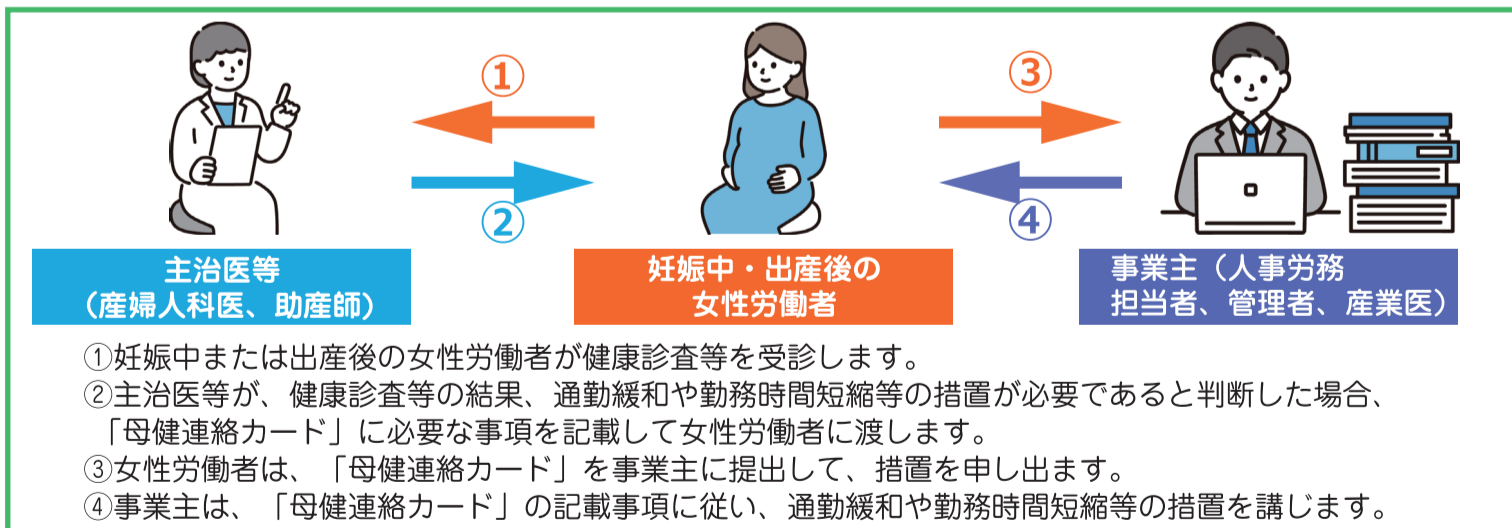 ①
③
②
④
主治医等
（産婦人科医、助産師）
妊娠中・出産後の
女性労働者
事業主（人事労務
担当者、管理者、産業医）
①妊娠中または出産後の女性労働者が健康診査等を受診します。
②主治医等が、健康診査等の結果、通勤緩和や勤務時間短縮等の措置が必要であると判断した場合、
「母健連絡カード」に必要な事項を記載して女性労働者に渡します。
③女性労働者は、「母健連絡カード」を事業主に提出して、措置を申し出ます。
④事業主は、「母健連絡カード」の記載事項に従い、通勤緩和や勤務時間短縮等の措置を講じます。